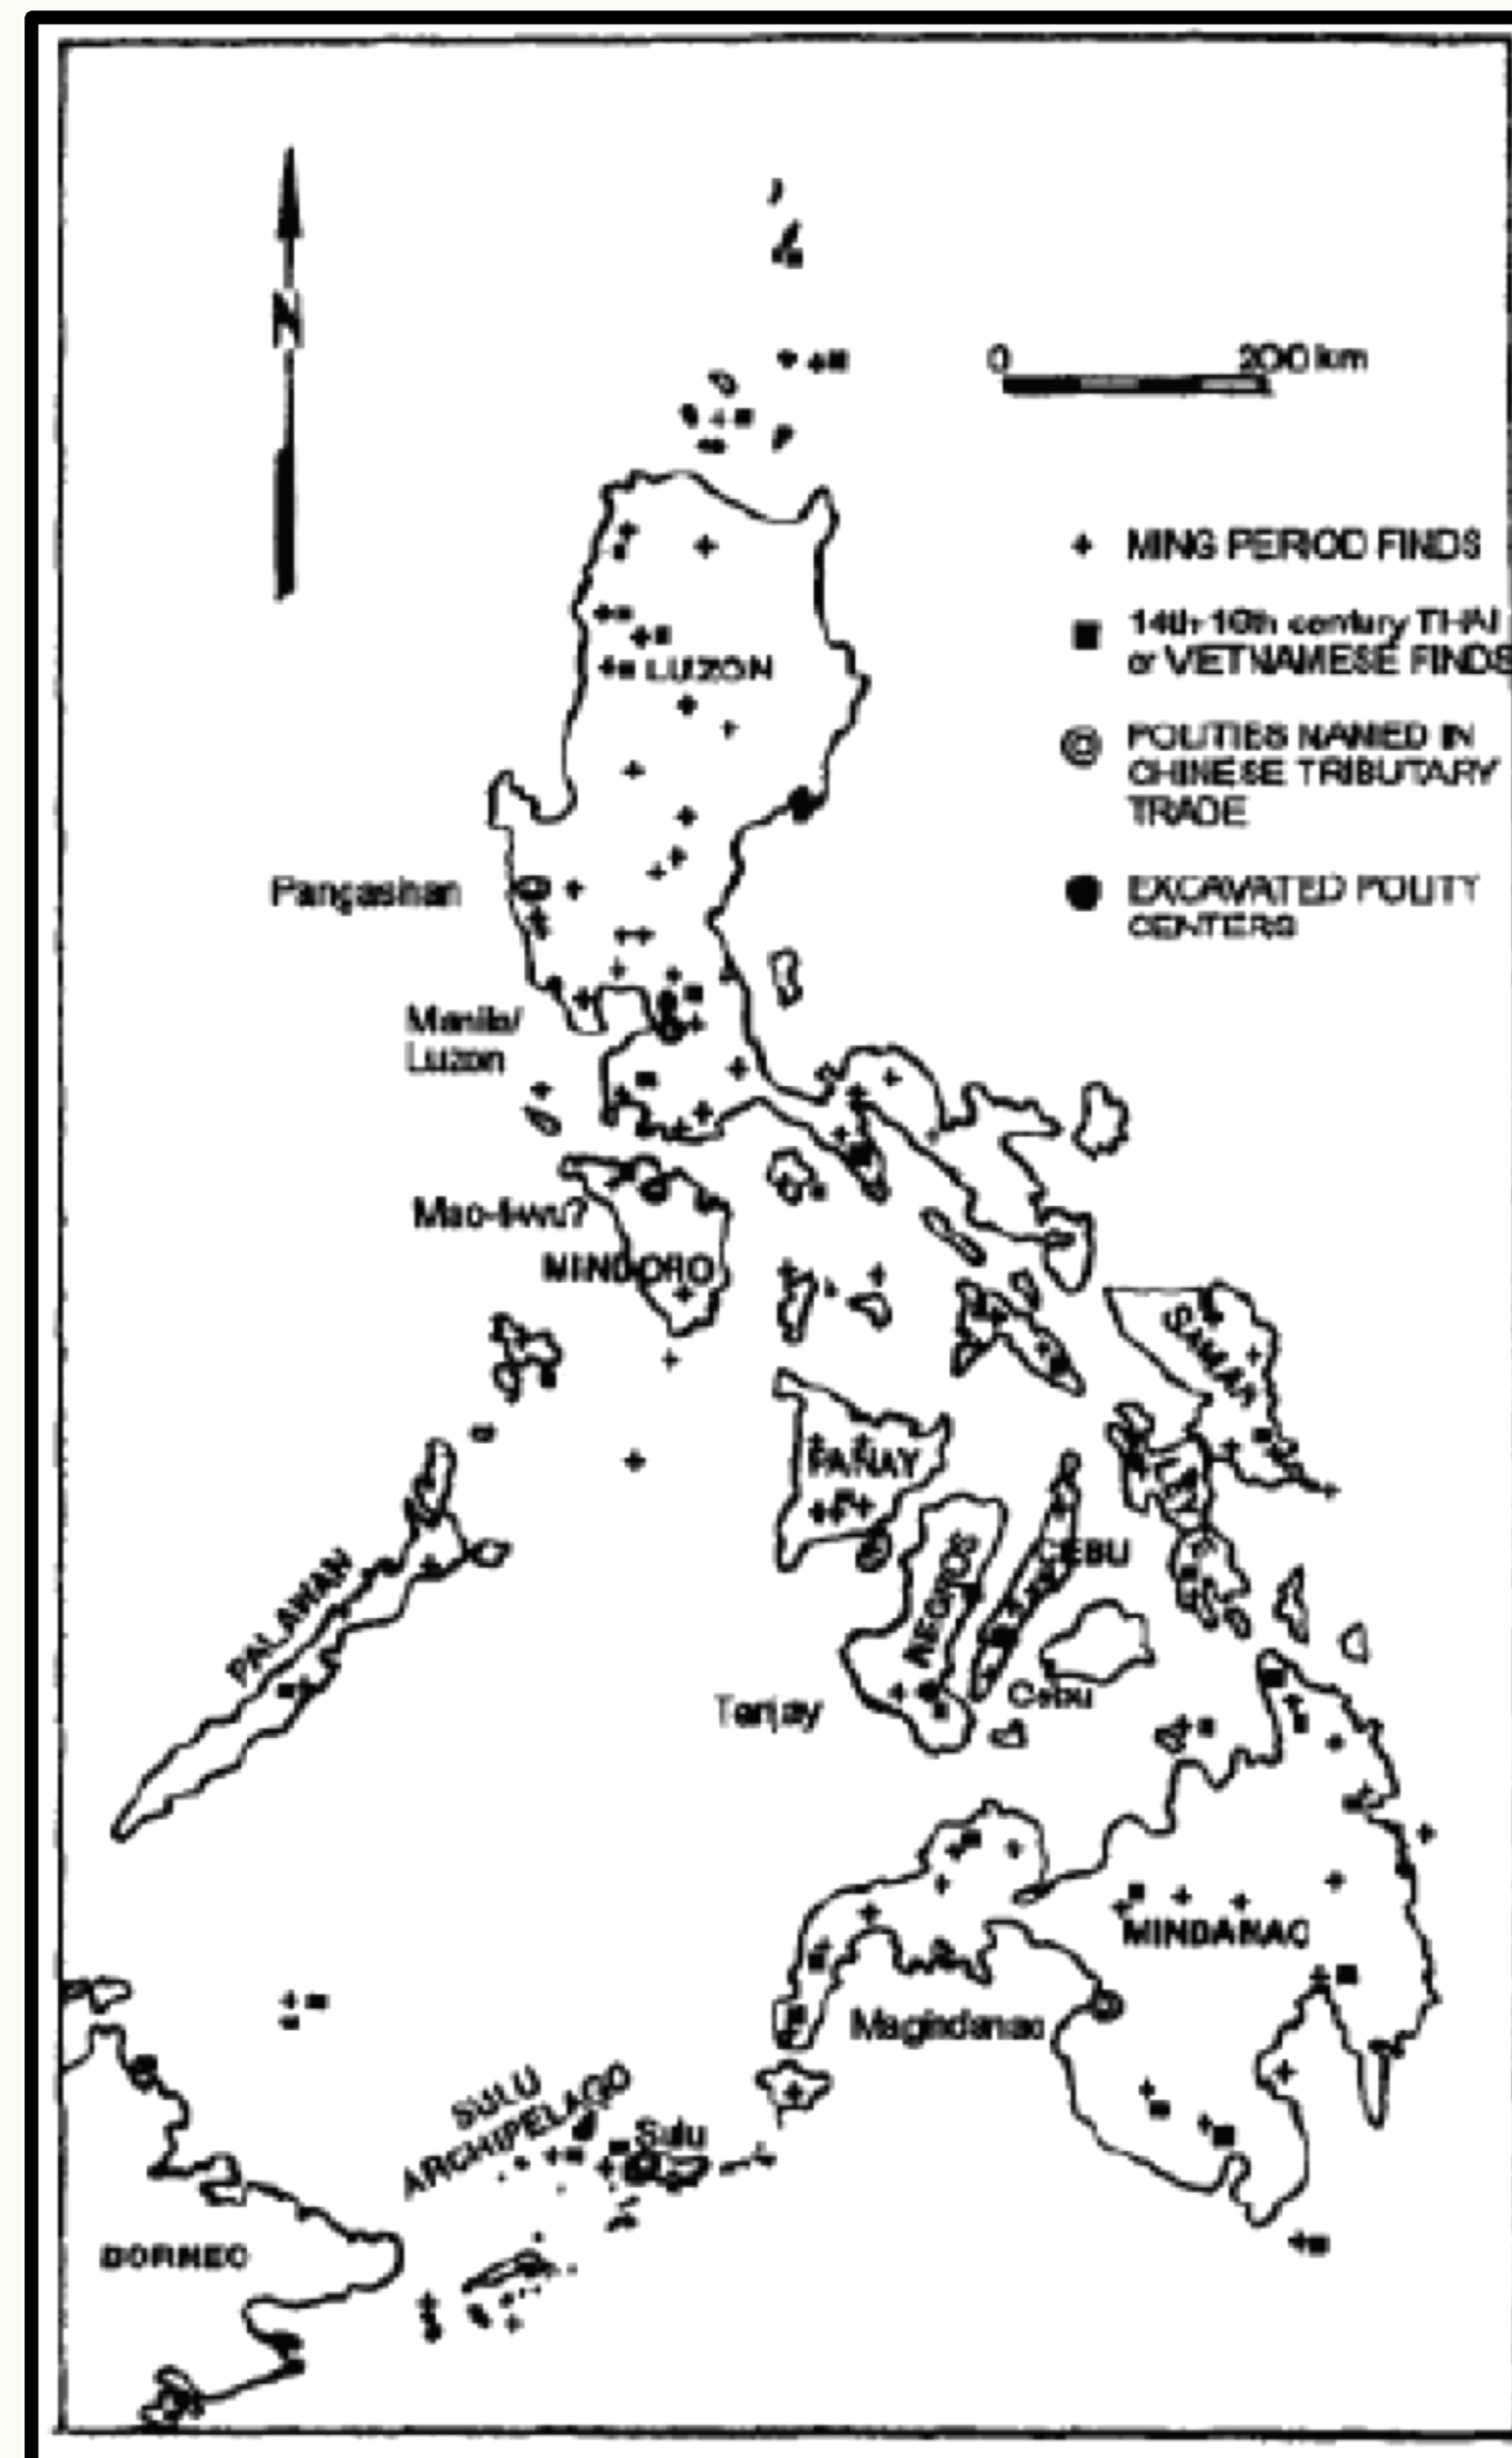 N
0 200 km
+ MING PERIOD FINDS
■ 14th-16th century THAI
or VIETNAMESE FINDS
@ POLITIES NAMED IN
CHINESE TRIBUTARY
TRADE
● EXCAVATED POLITY
CENTERS
LUZON
Pangasinan
Manila/
Luzon
Mao-li-wu?
MINDORO
SAMAR
PANAY
CEBU
NEGROS
PALAWAN
Tanjay
Cebu
MINDANAO
Magindanao
SULU
ARCHIPELAGO
Sulu
BORNEO